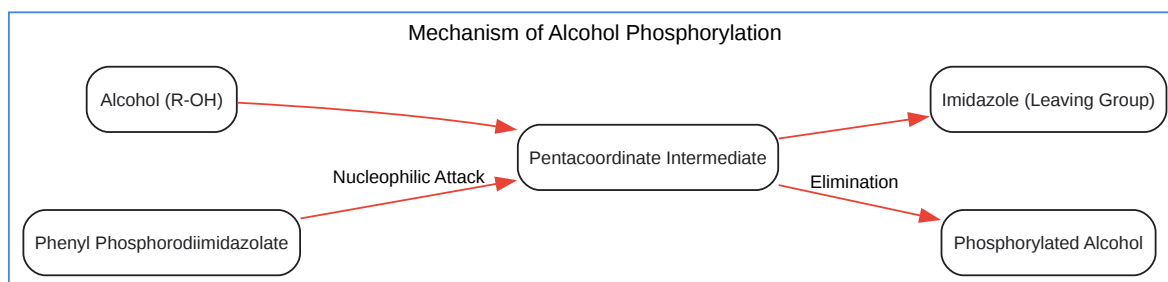 Mechanism of Alcohol Phosphorylation
Alcohol (R-OH)
Imidazole (Leaving Group)
Pentacoordinate Intermediate
Nucleophilic Attack
Elimination
Phenyl Phosphorodiimidazolate
Phosphorylated Alcohol